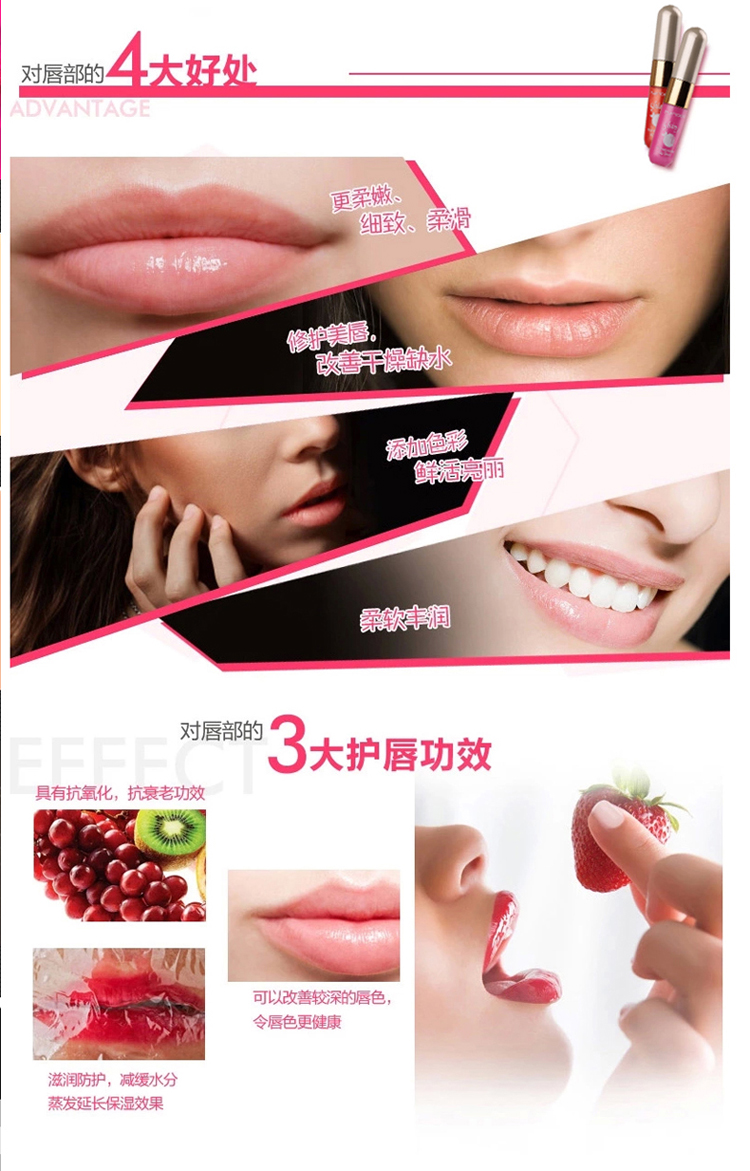 对唇部的4大好处
ADVANTAGE
更柔嫩、
细致、柔滑
修护美唇，
改善干燥缺水
添加色彩
鲜活亮丽
柔软丰润
对唇部的3大护唇功效
EFFECT
具有抗氧化，抗衰老功效
可以改善较深的唇色，
令唇色更健康
滋润防护，减缓水分
蒸发延长保湿效果